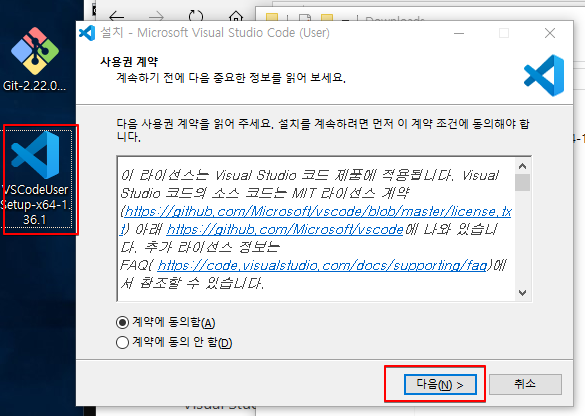 Downloads
설치 - Microsoft Visual Studio Code (User)
사용권 계약
계속하기 전에 다음 중요한 정보를 읽어 보세요.
Git-2.22.0...
다음 사용권 계약을 읽어 주세요. 설치를 계속하려면 먼저 이 계약 조건에 동의해야 합
니다.
VSCodeUser
Setup-x64-1.
36.1
이 라이선스는 Visual Studio 코드 제품에 적용됩니다. Visual
Studio 코드의 소스 코드는 MIT 라이선스 계약
(https://github.com/Microsoft/vscode/blob/master/license.tx
t) 아래 https://github.com/Microsoft/vscode에 나와 있습니
다. 추가 라이선스 정보는
FAQ( https://code.visualstudio.com/docs/supporting/faq)에
서 참조할 수 있습니다.
계약에 동의함(A)
계약에 동의 안 함(D)
다음(N) >
취소